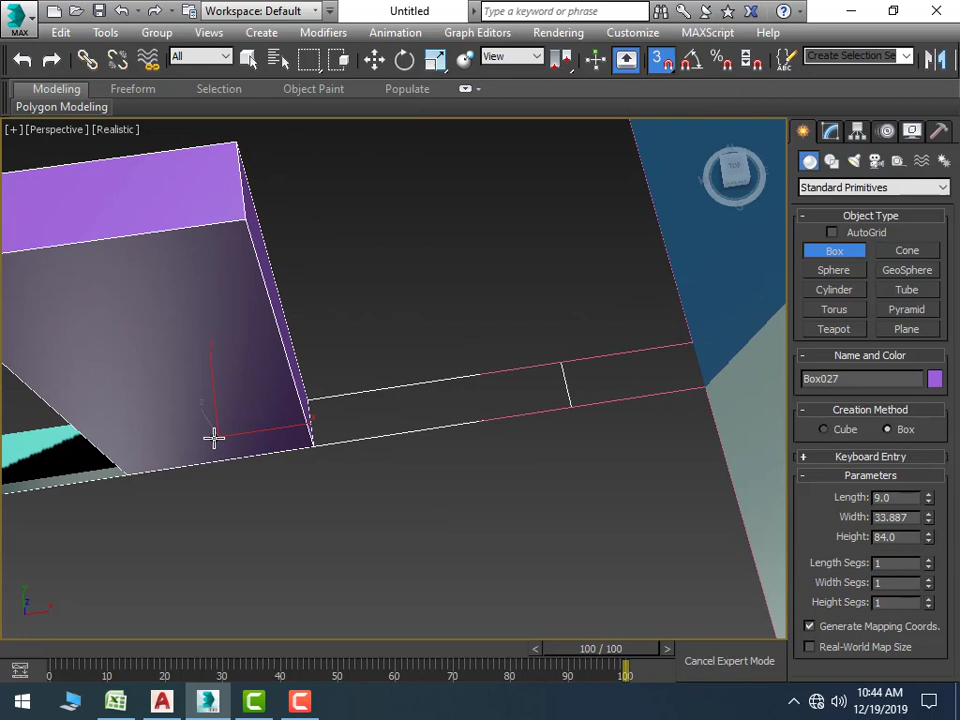 MAX
Workspace: Default
Untitled
Type a keyword or phrase
Edit Tools Group Views Create Modifiers Animation Graph Editors Rendering Customize MAXScript Help
All
View
3
Create Selection Se
Modeling Freeform Selection Object Paint Populate
Polygon Modeling
[+] [Perspective] [Realistic]
TOP
Standard Primitives
- Object Type
AutoGrid
Box Cone
Sphere GeoSphere
Cylinder Tube
Torus Pyramid
Teapot Plane
- Name and Color
Box027
- Creation Method
Cube Box
+ Keyboard Entry
- Parameters
Length: 9.0
Width: 33.887
Height: 84.0
Length Segs: 1
Width Segs: 1
Height Segs: 1
Generate Mapping Coords.
Real-World Map Size
100 / 100
0 10 20 30 40 50 60 70 80 90 100
Cancel Expert Mode
10:44 AM
12/19/2019